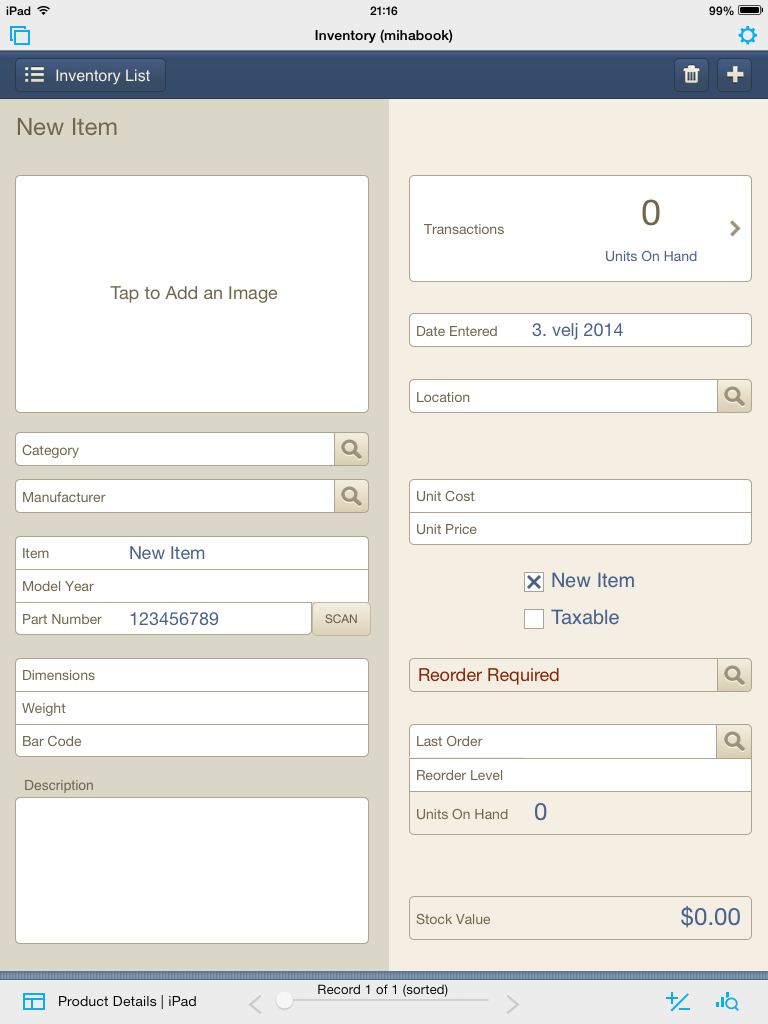 iPad 21:16 99%
Inventory (mihabook)
Inventory List
New Item
Tap to Add an Image
Category
Manufacturer
Item New Item
Model Year
Part Number 123456789 SCAN
Dimensions
Weight
Bar Code
Description
0
Transactions
Units On Hand
Date Entered 3. velj 2014
Location
Unit Cost
Unit Price
New Item
Taxable
Reorder Required
Last Order
Reorder Level
Units On Hand 0
Stock Value $0.00
Product Details | iPad
Record 1 of 1 (sorted)